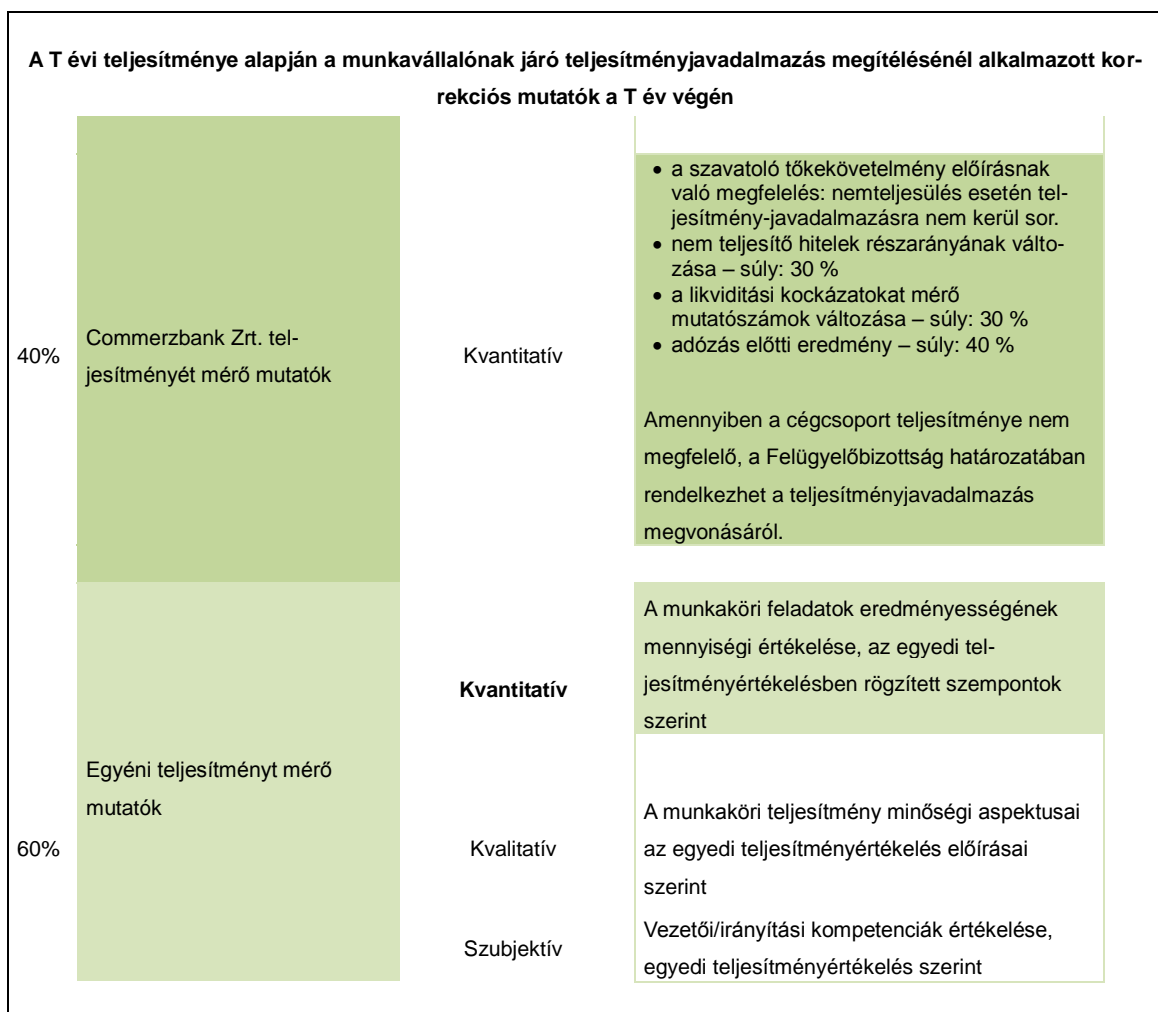 A T évi teljesítménye alapján a munkavállalónak járó teljesítményjavadalmazás megítélésénél alkalmazott kor-
rekciós mutatók a T év végén
40%
Commerzbank Zrt. tel-
jesítményét mérő mutatók
Kvantitatív
• a szavatoló tőkekövetelmény előírásnak
való megfelelés: nemteljesülés esetén tel-
jesítmény-javadalmazásra nem kerül sor.
• nem teljesítő hitelek részarányának válto-
zása – súly: 30 %
• a likviditási kockázatokat mérő
mutatószámok változása – súly: 30 %
• adózás előtti eredmény – súly: 40 %
Amennyiben a cégcsoport teljesítménye nem
megfelelő, a Felügyelőbizottság határozatában
rendelkezhet a teljesítményjavadalmazás
megvonásáról.
60%
Egyéni teljesítményt mérő
mutatók
Kvantitatív
A munkaköri feladatok eredményességének
mennyiségi értékelése, az egyedi tel-
jesítményértékelésben rögzített szempontok
szerint
Kvalitatív
A munkaköri teljesítmény minőségi aspektusai
az egyedi teljesítményértékelés előírásai
szerint
Szubjektív
Vezetői/irányítási kompetenciák értékelése,
egyedi teljesítményértékelés szerint